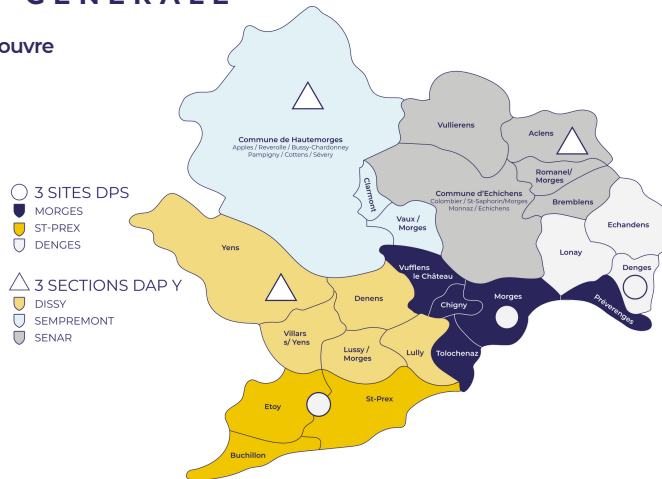 GENERALE
ouvre
3 SITES DPS
MORGES
ST-PREX
DENGES
3 SECTIONS DAP Y
DISSY
SEMPREMONT
SENAR
Commune de Hautemorges
Apples / Reverolle / Bussy-Chardonney
Pampigny / Cottens / Sévery
Clarmont
Vullierens
Aclens
Romanel/
Morges
Commune d'Echichens
Colombier / St-Saphorin/Morges
Monnaz / Echichens
Bremblens
Echandens
Vaux /
Morges
Yens
Lonay
Denges
Vufflens
le Château
Denens
Chigny
Morges
Préverenges
Villars
s/ Yens
Lussy /
Morges
Lully
Tolochenaz
Etoy
St-Prex
Buchillon